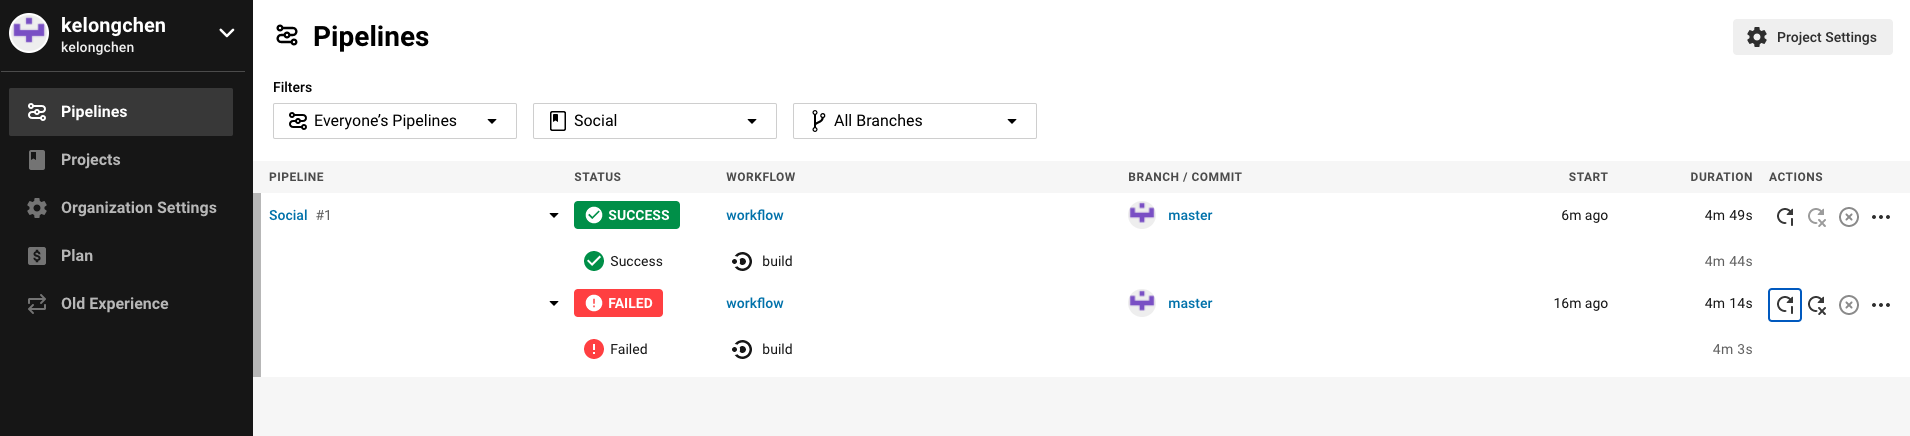 kelongchen
kelongchen
Pipelines
Projects
Organization Settings
Plan
Old Experience
Pipelines
Project Settings
Filters
Everyone’s Pipelines Social All Branches
PIPELINE STATUS WORKFLOW BRANCH / COMMIT START DURATION ACTIONS
Social #1 SUCCESS workflow master 6m ago 4m 49s
Success build 4m 44s
FAILED workflow master 16m ago 4m 14s
Failed build 4m 3s